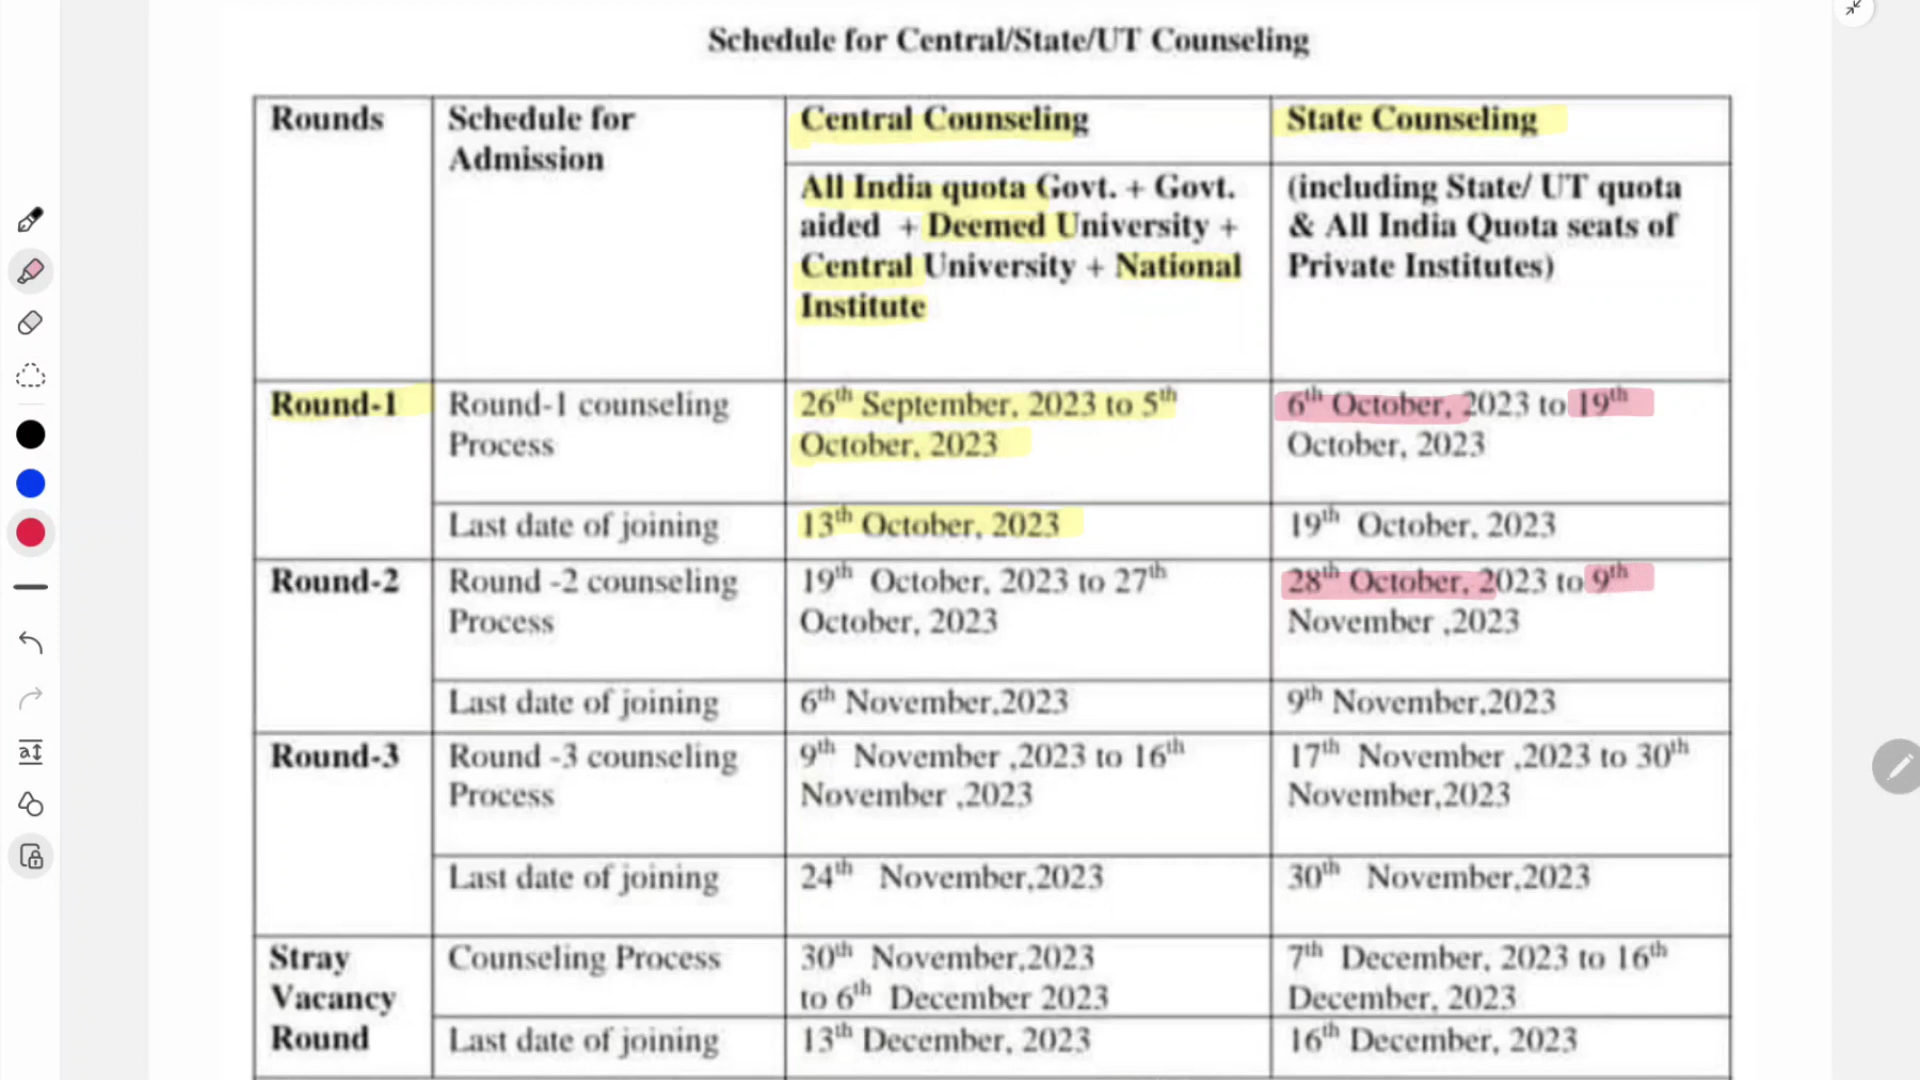 Schedule for Central/State/UT Counseling
Rounds
Schedule for
Admission
Central Counseling
State Counseling
All India quota Govt. + Govt.
aided + Deemed University +
Central University + National
Institute
(including State/ UT quota
& All India Quota seats of
Private Institutes)
Round-1
Round-1 counseling
Process
26th September, 2023 to 5th
October, 2023
6th October, 2023 to 19th
October, 2023
Last date of joining
13th October, 2023
19th October, 2023
Round-2
Round -2 counseling
Process
19th October, 2023 to 27th
October, 2023
28th October, 2023 to 9th
November ,2023
Last date of joining
6th November,2023
9th November,2023
Round-3
Round -3 counseling
Process
9th November ,2023 to 16th
November ,2023
17th November ,2023 to 30th
November,2023
Last date of joining
24th November,2023
30th November,2023
Stray
Vacancy
Round
Counseling Process
30th November,2023
to 6th December 2023
7th December, 2023 to 16th
December, 2023
Last date of joining
13th December, 2023
16th December, 2023